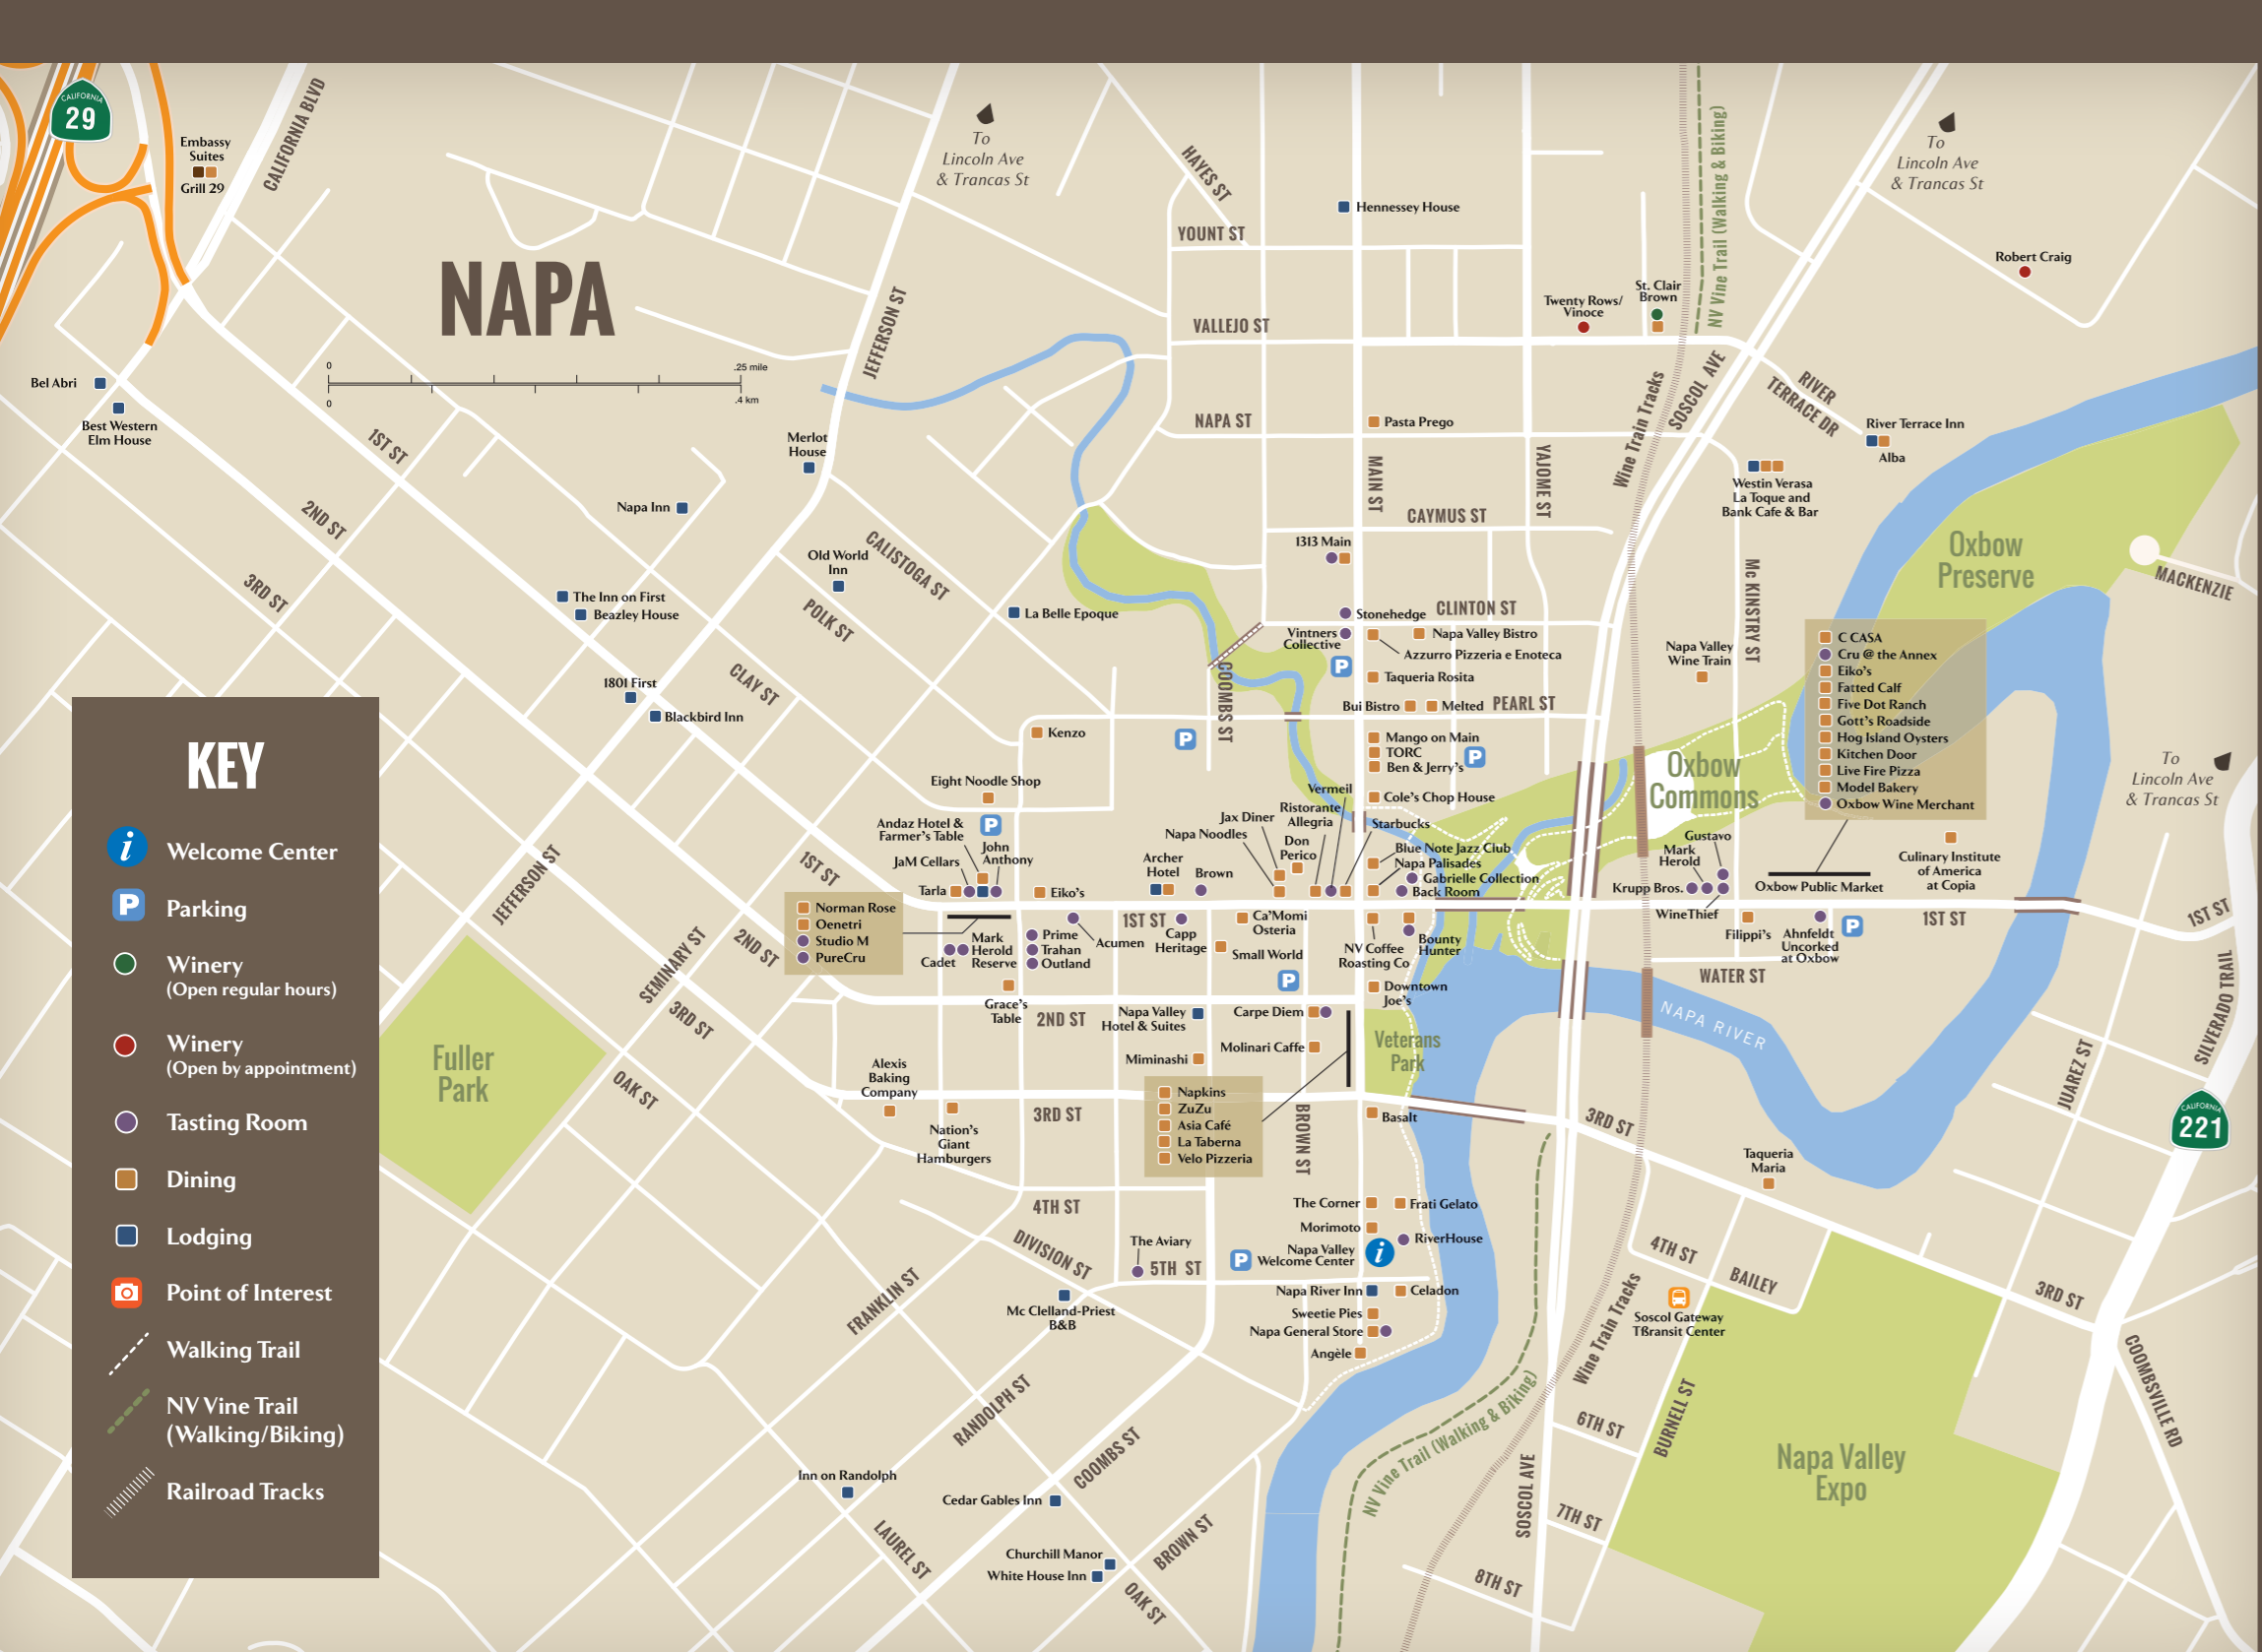 CALIFORNIA
29
Embassy
Suites
Grill 29
CALIFORNIA BLVD
To
Lincoln Ave
& Trancas St
HAYES ST
Hennessey House
YOUNT ST
NV Vine Trail (Walking & Biking)
To
Lincoln Ave
& Trancas St
Robert Craig
NAPA
0
.25 mile
0
.4 km
JEFFERSON ST
VALLEJO ST
Twenty Rows/
Vinoce
St. Clair
Brown
Bel Abri
Best Western
Elm House
1ST ST
2ND ST
3RD ST
Merlot
House
NAPA ST
Pasta Prego
MAIN ST
VAJOME ST
Wine Train Tracks
SOSCOL AVE
RIVER
TERRACE DR
River Terrace Inn
Alba
Westin Verasa
La Toque and
Bank Cafe & Bar
Napa Inn
Old World
Inn
CALISTOGA ST
POLK ST
CAYMUS ST
1313 Main
Mc KINSTRY ST
Oxbow
Preserve
MACKENZIE
The Inn on First
Beazley House
La Belle Epoque
Stonehedge
CLINTON ST
Vintners
Collective
Napa Valley Bistro
Azzurro Pizzeria e Enoteca
P
Taqueria Rosita
COOMBS ST
Napa Valley
Wine Train
C CASA
Cru @ the Annex
Eiko's
Fatted Calf
Five Dot Ranch
Gott's Roadside
Hog Island Oysters
Kitchen Door
Live Fire Pizza
Model Bakery
Oxbow Wine Merchant
1801 First
Blackbird Inn
CLAY ST
Bui Bistro
Melted
PEARL ST
Kenzo
P
Mango on Main
TORC
Ben & Jerry's
P
Oxbow
Commons
To
Lincoln Ave
& Trancas St
KEY
i
Welcome Center
P
Parking
Winery
(Open regular hours)
Winery
(Open by appointment)
Tasting Room
Dining
Lodging
Point of Interest
Walking Trail
NV Vine Trail
(Walking/Biking)
Railroad Tracks
Eight Noodle Shop
Vermeil
Cole's Chop House
Andaz Hotel &
Farmer's Table
P
Jax Diner
Ristorante
Allegria
Starbucks
Napa Noodles
Don
Perico
John
Anthony
JaM Cellars
Blue Note Jazz Club
Napa Palisades
Gabrielle Collection
Back Room
Gustavo
Mark
Herold
Krupp Bros.
WineThief
Oxbow Public Market
Culinary Institute
of America
at Copia
JEFFERSON ST
1ST ST
Tarla
Eiko's
Archer
Hotel
Brown
Norman Rose
Oenetri
Studio M
PureCru
1ST ST
Ca'Momi
Osteria
Capp
Heritage
Small World
Acumen
Prime
Trahan
Outland
Mark
Herold
Reserve
Cadet
NV Coffee
Roasting Co
Bounty
Hunter
Filippi's
Ahnfeldt
Uncorked
at Oxbow
P
1ST ST
1ST ST
SEMINARY ST
2ND ST
3RD ST
Grace's
Table
2ND ST
P
Downtown
Joe's
WATER ST
NAPA RIVER
SILVERADO TRAIL
Napa Valley
Hotel & Suites
Carpe Diem
Molinari Caffe
Veterans
Park
Miminashi
Fuller
Park
OAK ST
Alexis
Baking
Company
Nation's
Giant
Hamburgers
3RD ST
Napkins
ZuZu
Asia Café
La Taberna
Velo Pizzeria
BROWN ST
Basalt
3RD ST
JUAREZ ST
CALIFORNIA
221
Taqueria
Maria
4TH ST
The Corner
Frati Gelato
Morimoto
RiverHouse
Napa Valley
Welcome Center
P
i
DIVISION ST
The Aviary
5TH ST
Mc Clelland-Priest
B&B
FRANKLIN ST
Napa River Inn
Celadon
Sweetie Pies
Napa General Store
Angèle
4TH ST
BAILEY
Soscol Gateway
Tßransit Center
Wine Train Tracks
3RD ST
COOMBSVILLE RD
RANDOLPH ST
COOMBS ST
NV Vine Trail (Walking & Biking)
6TH ST
BURNELL ST
SOSCOL AVE
7TH ST
8TH ST
Napa Valley
Expo
Inn on Randolph
Cedar Gables Inn
LAUREL ST
Churchill Manor
White House Inn
BROWN ST
OAK ST